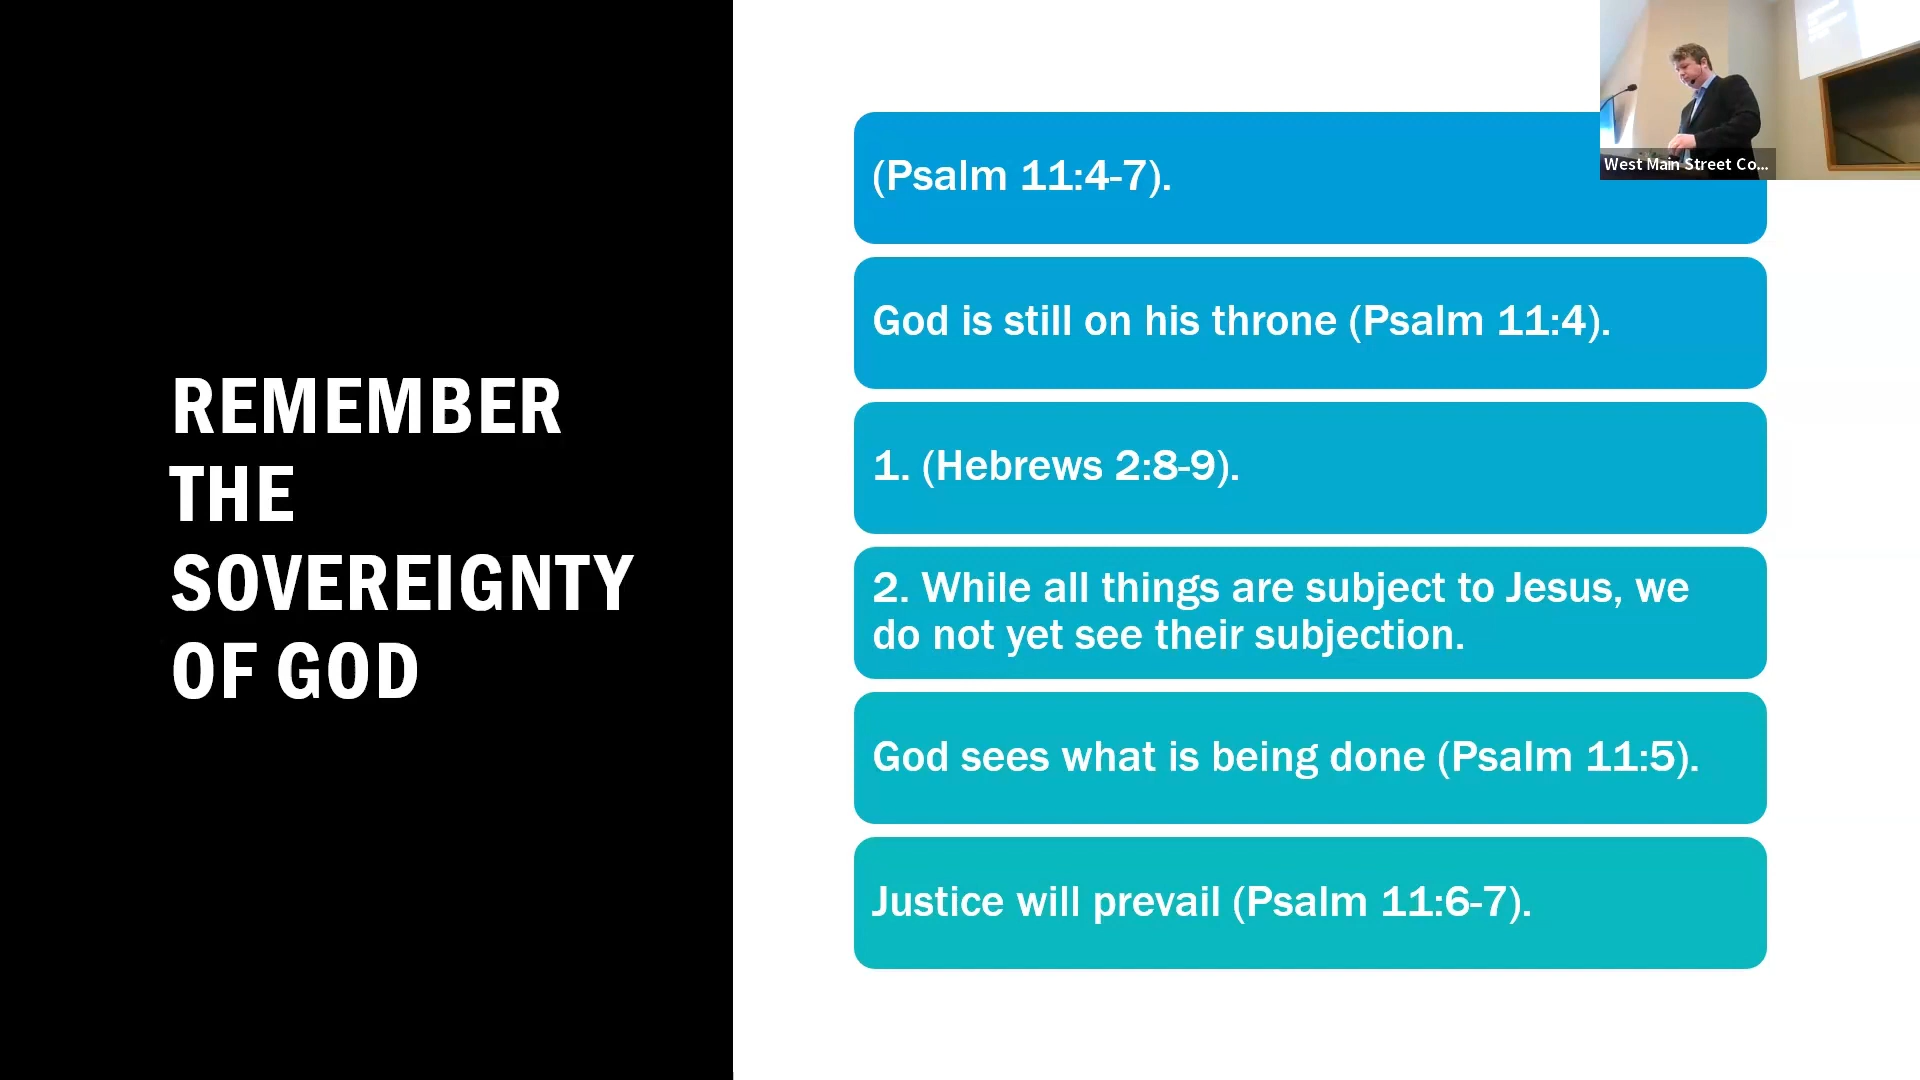 REMEMBER
THE
SOVEREIGNTY
OF GOD
(Psalm 11:4-7).
God is still on his throne (Psalm 11:4).
1. (Hebrews 2:8-9).
2. While all things are subject to Jesus, we
do not yet see their subjection.
God sees what is being done (Psalm 11:5).
Justice will prevail (Psalm 11:6-7).
West Main Street Co...